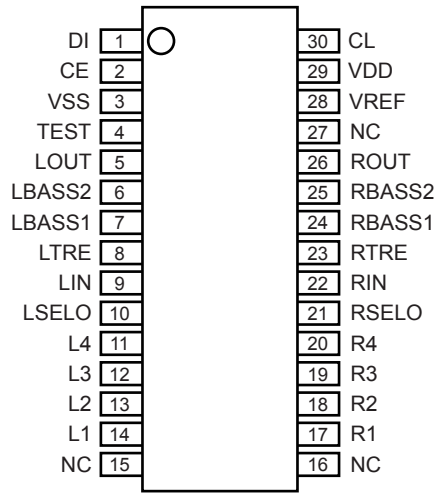 DI 1 30 CL
CE 2 29 VDD
VSS 3 28 VREF
TEST 4 27 NC
LOUT 5 26 ROUT
LBASS2 6 25 RBASS2
LBASS1 7 24 RBASS1
LTRE 8 23 RTRE
LIN 9 22 RIN
LSELO 10 21 RSELO
L4 11 20 R4
L3 12 19 R3
L2 13 18 R2
L1 14 17 R1
NC 15 16 NC